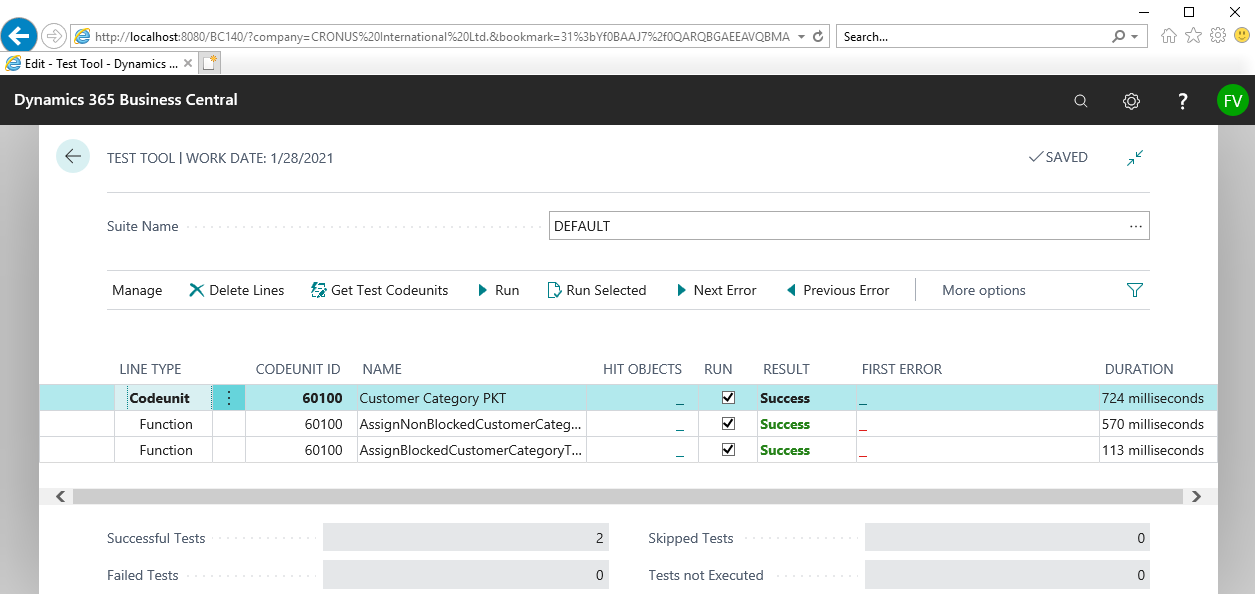 http://localhost:8080/BC140/?company=CRONUS%20International%20Ltd.&bookmark=31%3bYf0BAAJ7%2f0QARQBGAEEAVQBMA
Search...
Edit - Test Tool - Dynamics ...
Dynamics 365 Business Central
? FV
TEST TOOL | WORK DATE: 1/28/2021
SAVED
Suite Name DEFAULT ...
Manage Delete Lines Get Test Codeunits Run Run Selected Next Error Previous Error More options
LINE TYPE CODEUNIT ID NAME HIT OBJECTS RUN RESULT FIRST ERROR DURATION
Codeunit 60100 Customer Category PKT _ Success _ 724 milliseconds
Function 60100 AssignNonBlockedCustomerCateg... _ Success _ 570 milliseconds
Function 60100 AssignBlockedCustomerCategoryT... _ Success _ 113 milliseconds
Successful Tests 2 Skipped Tests 0
Failed Tests 0 Tests not Executed 0